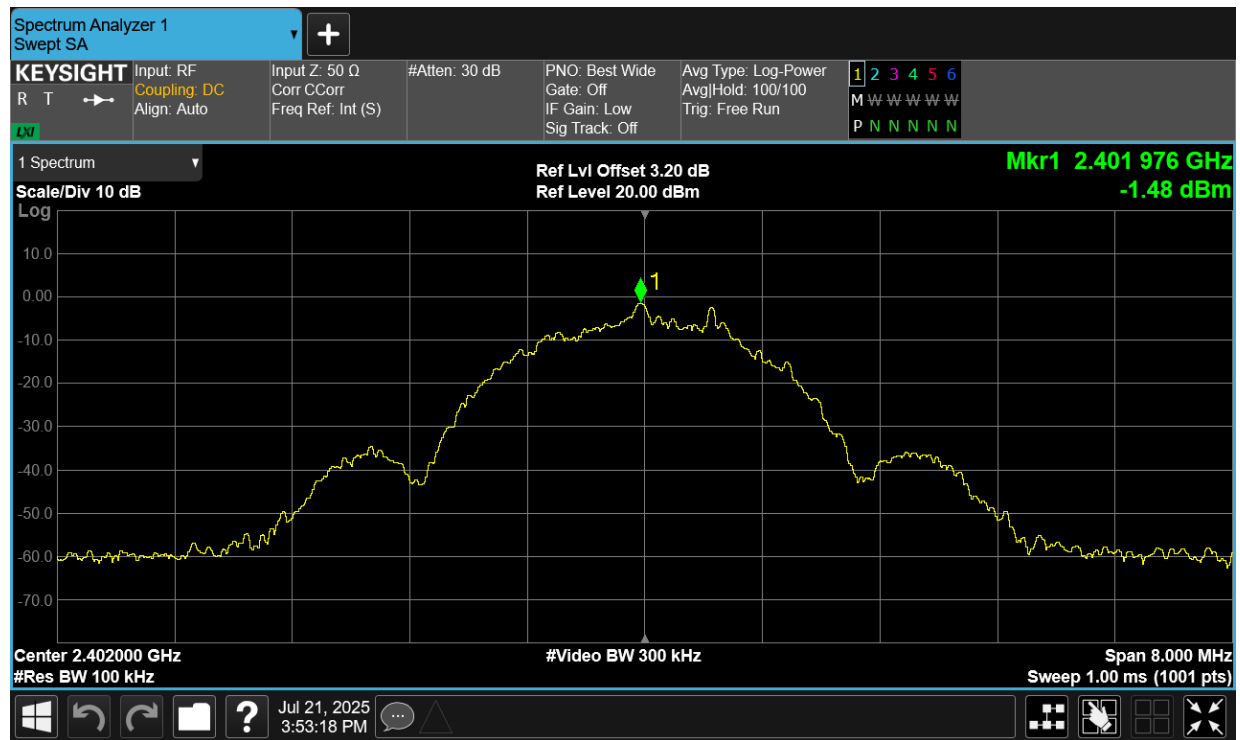 Spectrum Analyzer 1
Swept SA
+
KEYSIGHT
R T
LXI
Input: RF
Coupling: DC
Align: Auto
Input Z: 50 Ω
Corr CCorr
Freq Ref: Int (S)
#Atten: 30 dB
PNO: Best Wide
Gate: Off
IF Gain: Low
Sig Track: Off
Avg Type: Log-Power
Avg|Hold: 100/100
Trig: Free Run
1 2 3 4 5 6
M W W W W W
P N N N N N N
1 Spectrum
Scale/Div 10 dB
Log
Ref Lvl Offset 3.20 dB
Ref Level 20.00 dBm
Mkr1 2.401 976 GHz
-1.48 dBm
1
10.0
0.00
-10.0
-20.0
-30.0
-40.0
-50.0
-60.0
-70.0
Center 2.402000 GHz
#Res BW 100 kHz
#Video BW 300 kHz
Span 8.000 MHz
Sweep 1.00 ms (1001 pts)
?
Jul 21, 2025
3:53:18 PM